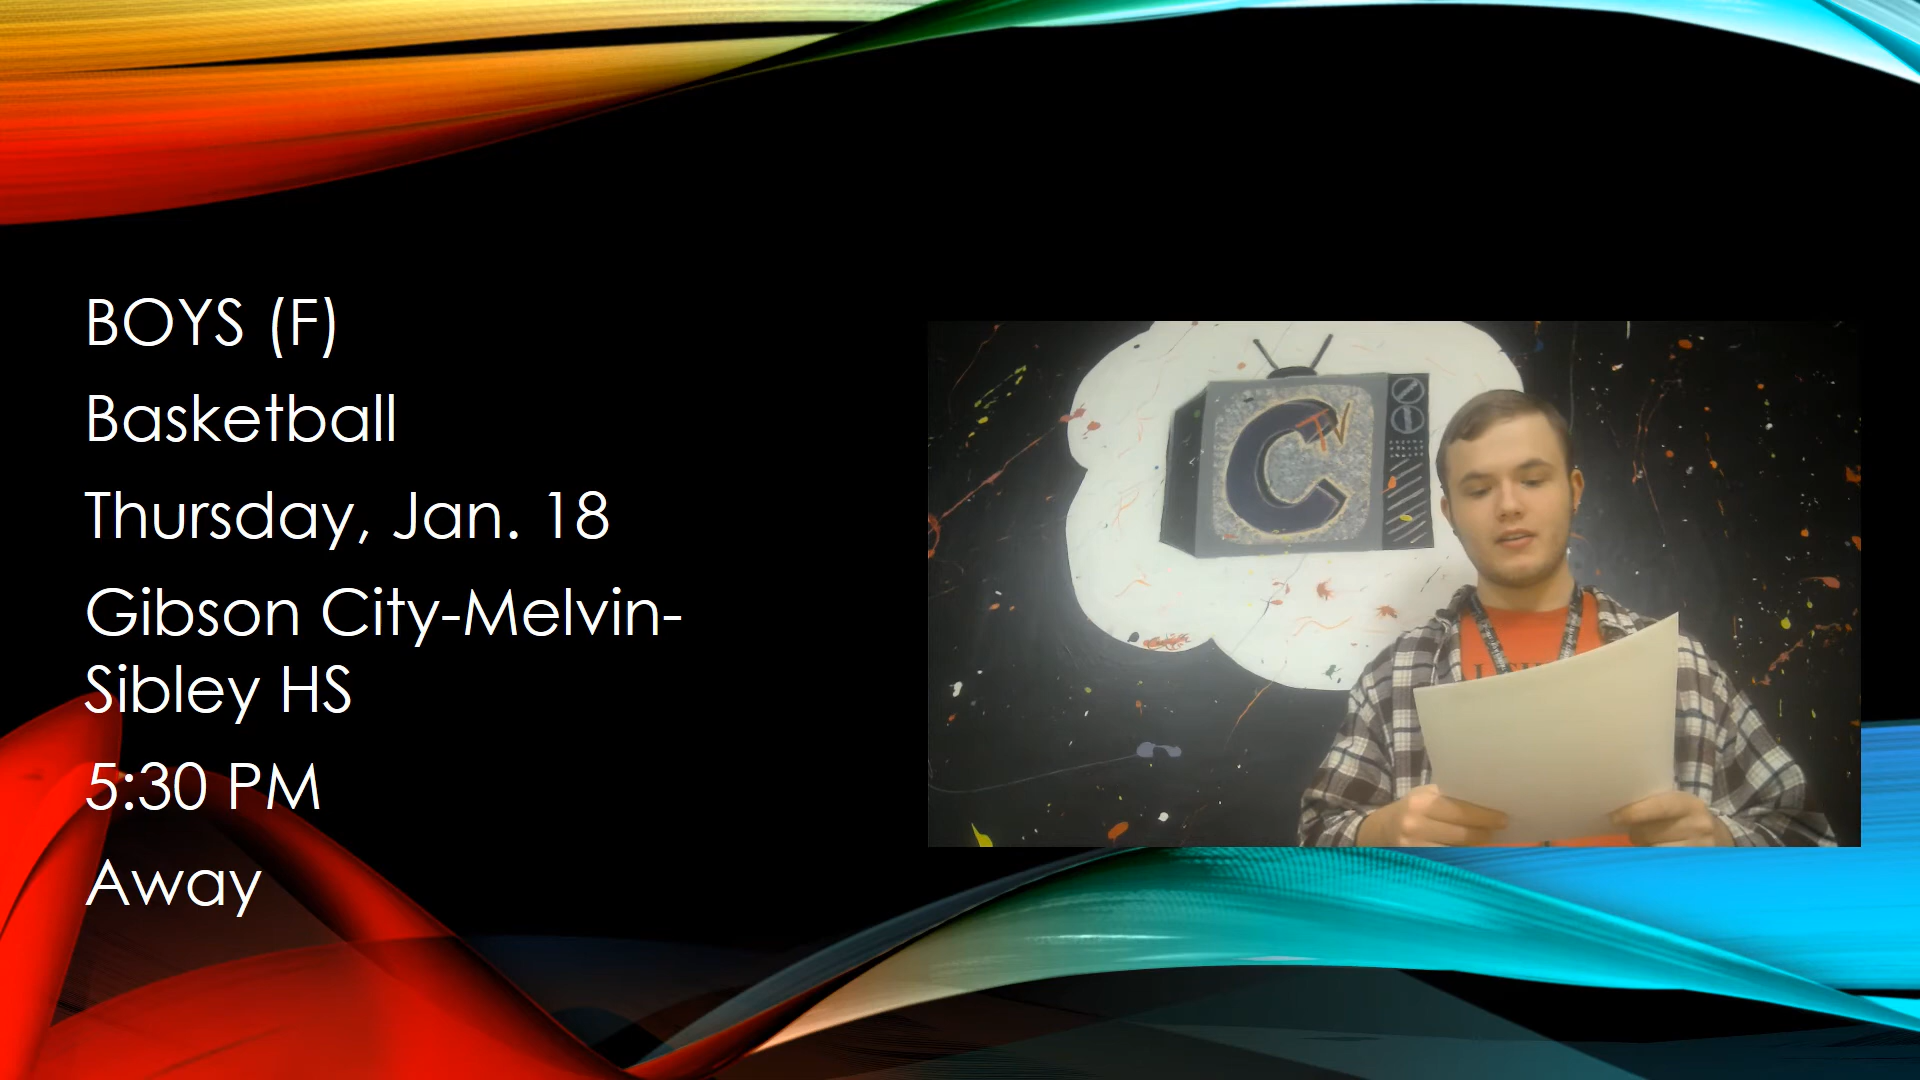 BOYS (F)
Basketball
Thursday, Jan. 18
Gibson City-Melvin-
Sibley HS
5:30 PM
Away
C
TV